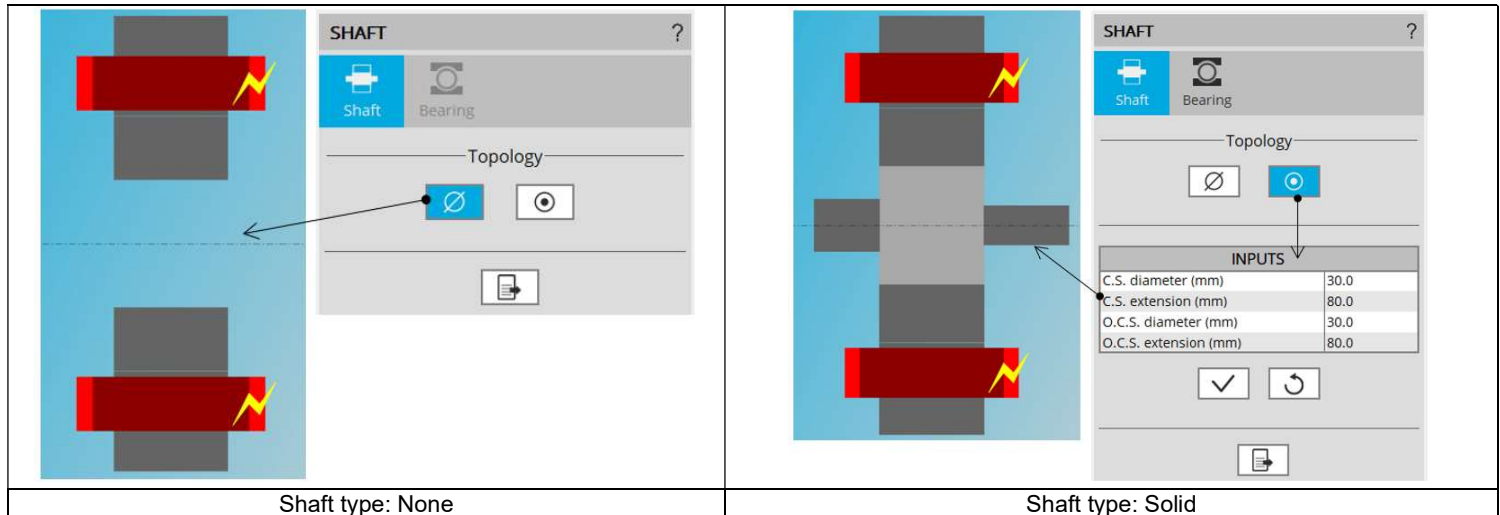 SHAFT ?
Shaft Bearing
Topology
Shaft type: None
SHAFT ?
Shaft Bearing
Topology
INPUTS
C.S. diameter (mm) 30.0
C.S. extension (mm) 80.0
O.C.S. diameter (mm) 30.0
O.C.S. extension (mm) 80.0
Shaft type: Solid